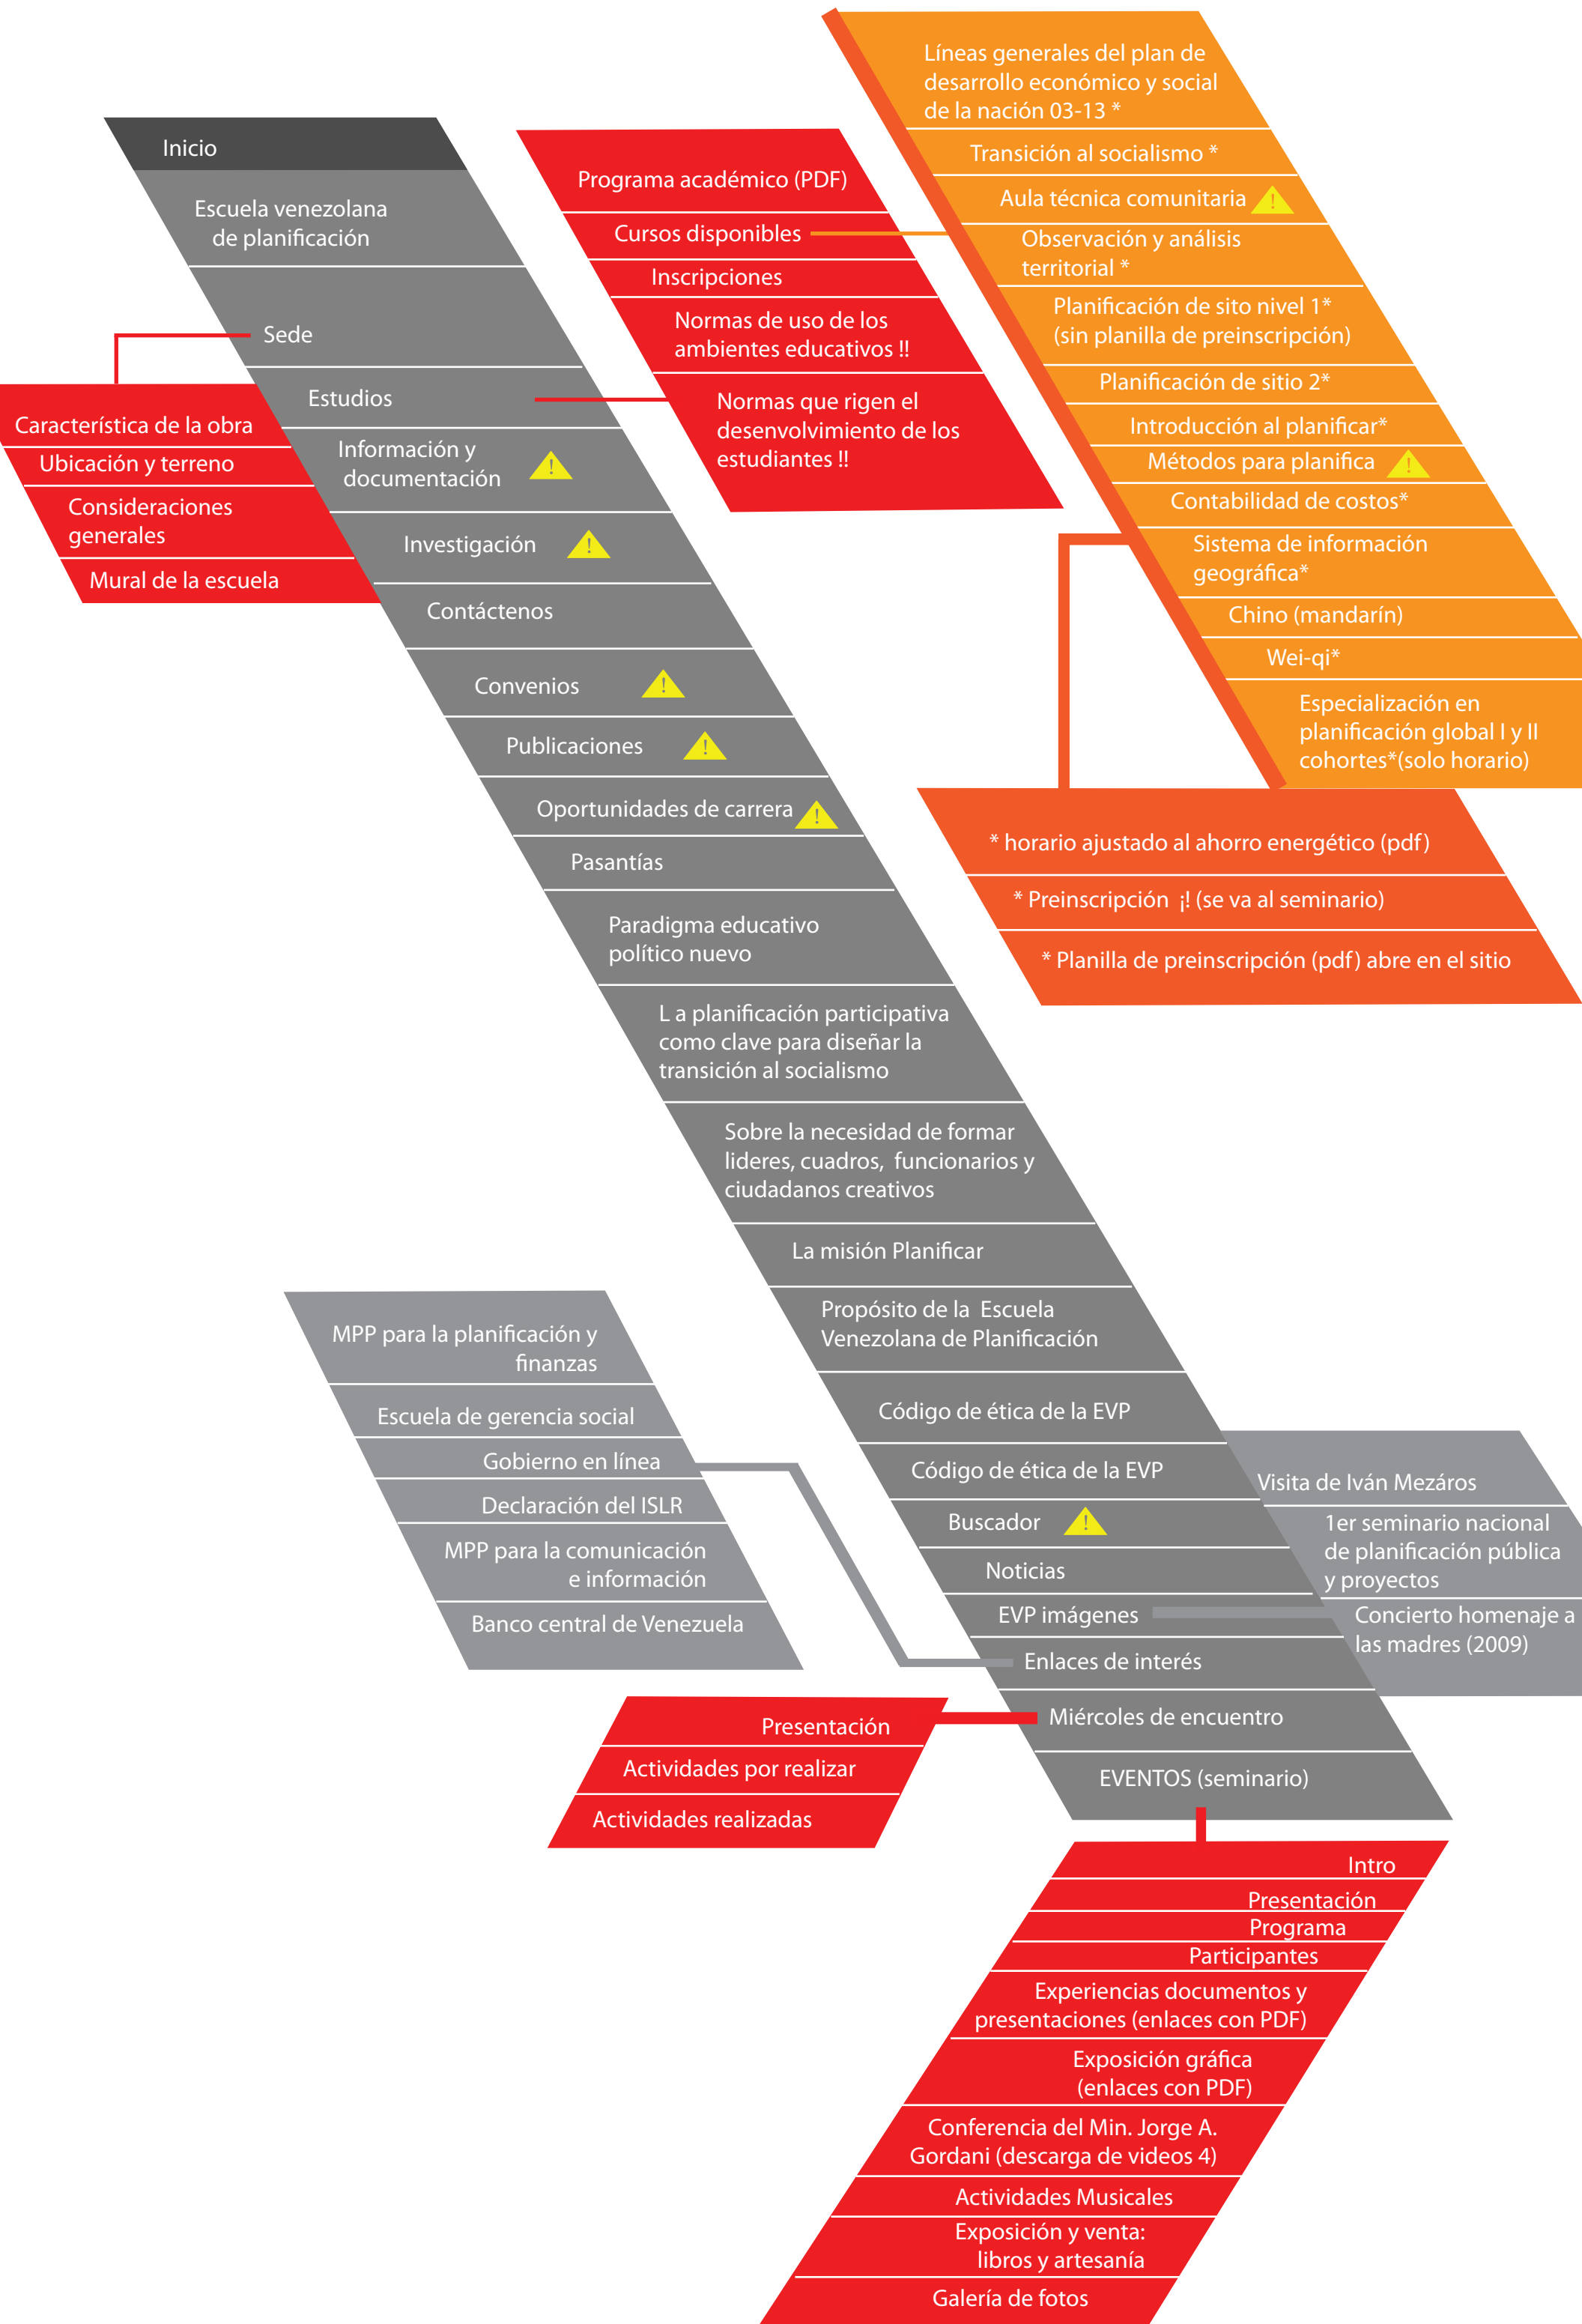 Inicio
Escuela venezolana
de planificación
Sede
Estudios
Información y
documentación
!
Investigación
!
Contáctenos
Convenios
!
Publicaciones
!
Oportunidades de carrera
!
Pasantías
Paradigma educativo
político nuevo
L a planificación participativa
como clave para diseñar la
transición al socialismo
Sobre la necesidad de formar
lideres, cuadros, funcionarios y
ciudadanos creativos
La misión Planificar
Propósito de la Escuela
Venezolana de Planificación
Código de ética de la EVP
Código de ética de la EVP
Buscador
!
Noticias
EVP imágenes
Enlaces de interés
Miércoles de encuentro
EVENTOS (seminario)
Característica de la obra
Ubicación y terreno
Consideraciones
generales
Mural de la escuela
Programa académico (PDF)
Cursos disponibles
Inscripciones
Normas de uso de los
ambientes educativos !!
Normas que rigen el
desenvolvimiento de los
estudiantes !!
Líneas generales del plan de
desarrollo económico y social
de la nación 03-13 *
Transición al socialismo *
Aula técnica comunitaria
!
Observación y análisis
territorial *
Planificación de sito nivel 1*
(sin planilla de preinscripción)
Planificación de sitio 2*
Introducción al planificar*
Métodos para planifica
!
Contabilidad de costos*
Sistema de información
geográfica*
Chino (mandarín)
Wei-qi*
Especialización en
planificación global I y II
cohortes*(solo horario)
* horario ajustado al ahorro energético (pdf)
* Preinscripción ¡! (se va al seminario)
* Planilla de preinscripción (pdf) abre en el sitio
MPP para la planificación y
finanzas
Escuela de gerencia social
Gobierno en línea
Declaración del ISLR
MPP para la comunicación
e información
Banco central de Venezuela
Visita de Iván Mezáros
1er seminario nacional
de planificación pública
y proyectos
Concierto homenaje a
las madres (2009)
Presentación
Actividades por realizar
Actividades realizadas
Intro
Presentación
Programa
Participantes
Experiencias documentos y
presentaciones (enlaces con PDF)
Exposición gráfica
(enlaces con PDF)
Conferencia del Min. Jorge A.
Gordani (descarga de videos 4)
Actividades Musicales
Exposición y venta:
libros y artesanía
Galería de fotos